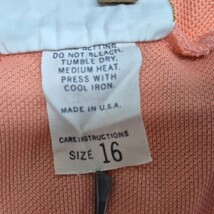 DO NOT BLEACH,
TUMBLE DRY,
MEDIUM HEAT.
PRESS WITH
COOL IRON.
MADE IN U.S.A.
CARE INSTRUCTIONS
SIZE 16